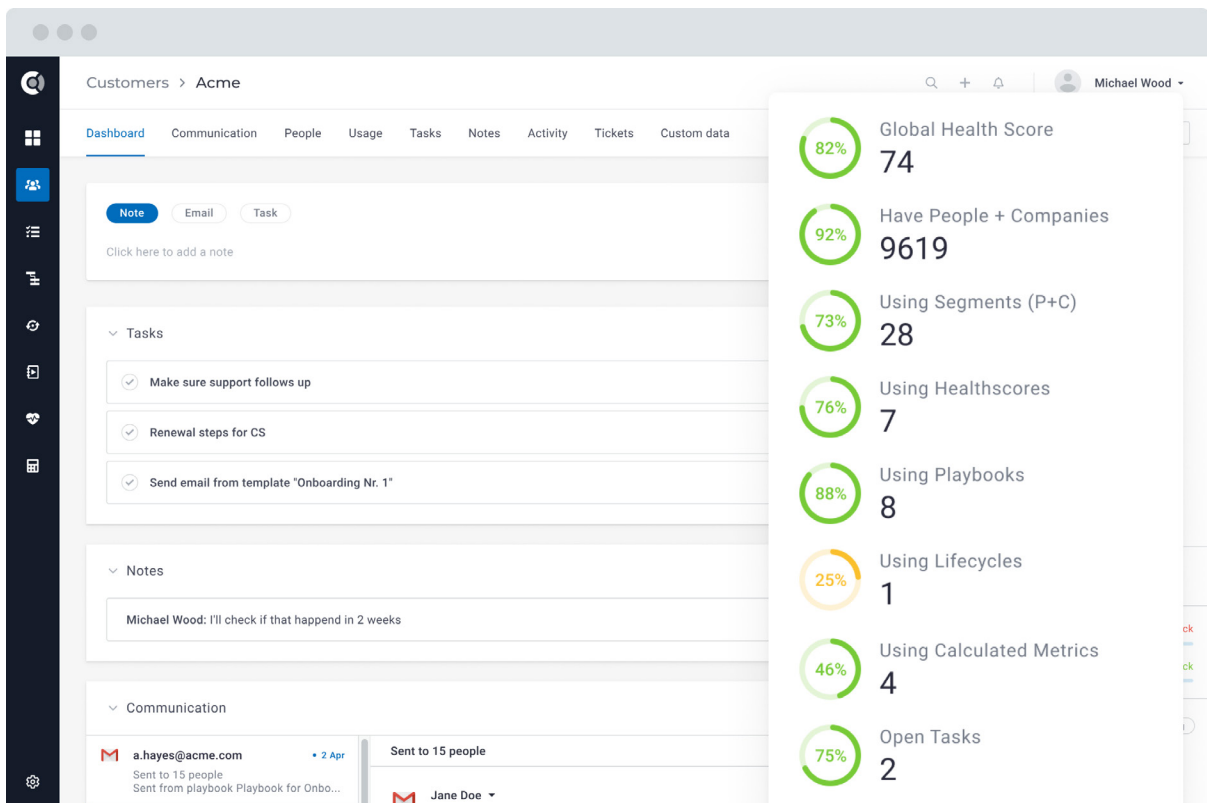 Customers > Acme
Michael Wood
Dashboard Communication People Usage Tasks Notes Activity Tickets Custom data
Note Email Task
Click here to add a note
Tasks
Make sure support follows up
Renewal steps for CS
Send email from template "Onboarding Nr. 1"
Notes
Michael Wood: I'll check if that happend in 2 weeks
Communication
a.hayes@acme.com • 2 Apr
Sent to 15 people
Sent from playbook Playbook for Onbo...
Sent to 15 people
Jane Doe
82% Global Health Score
74
92% Have People + Companies
9619
73% Using Segments (P+C)
28
76% Using Healthscores
7
88% Using Playbooks
8
25% Using Lifecycles
1
46% Using Calculated Metrics
4
75% Open Tasks
2
ck
ck